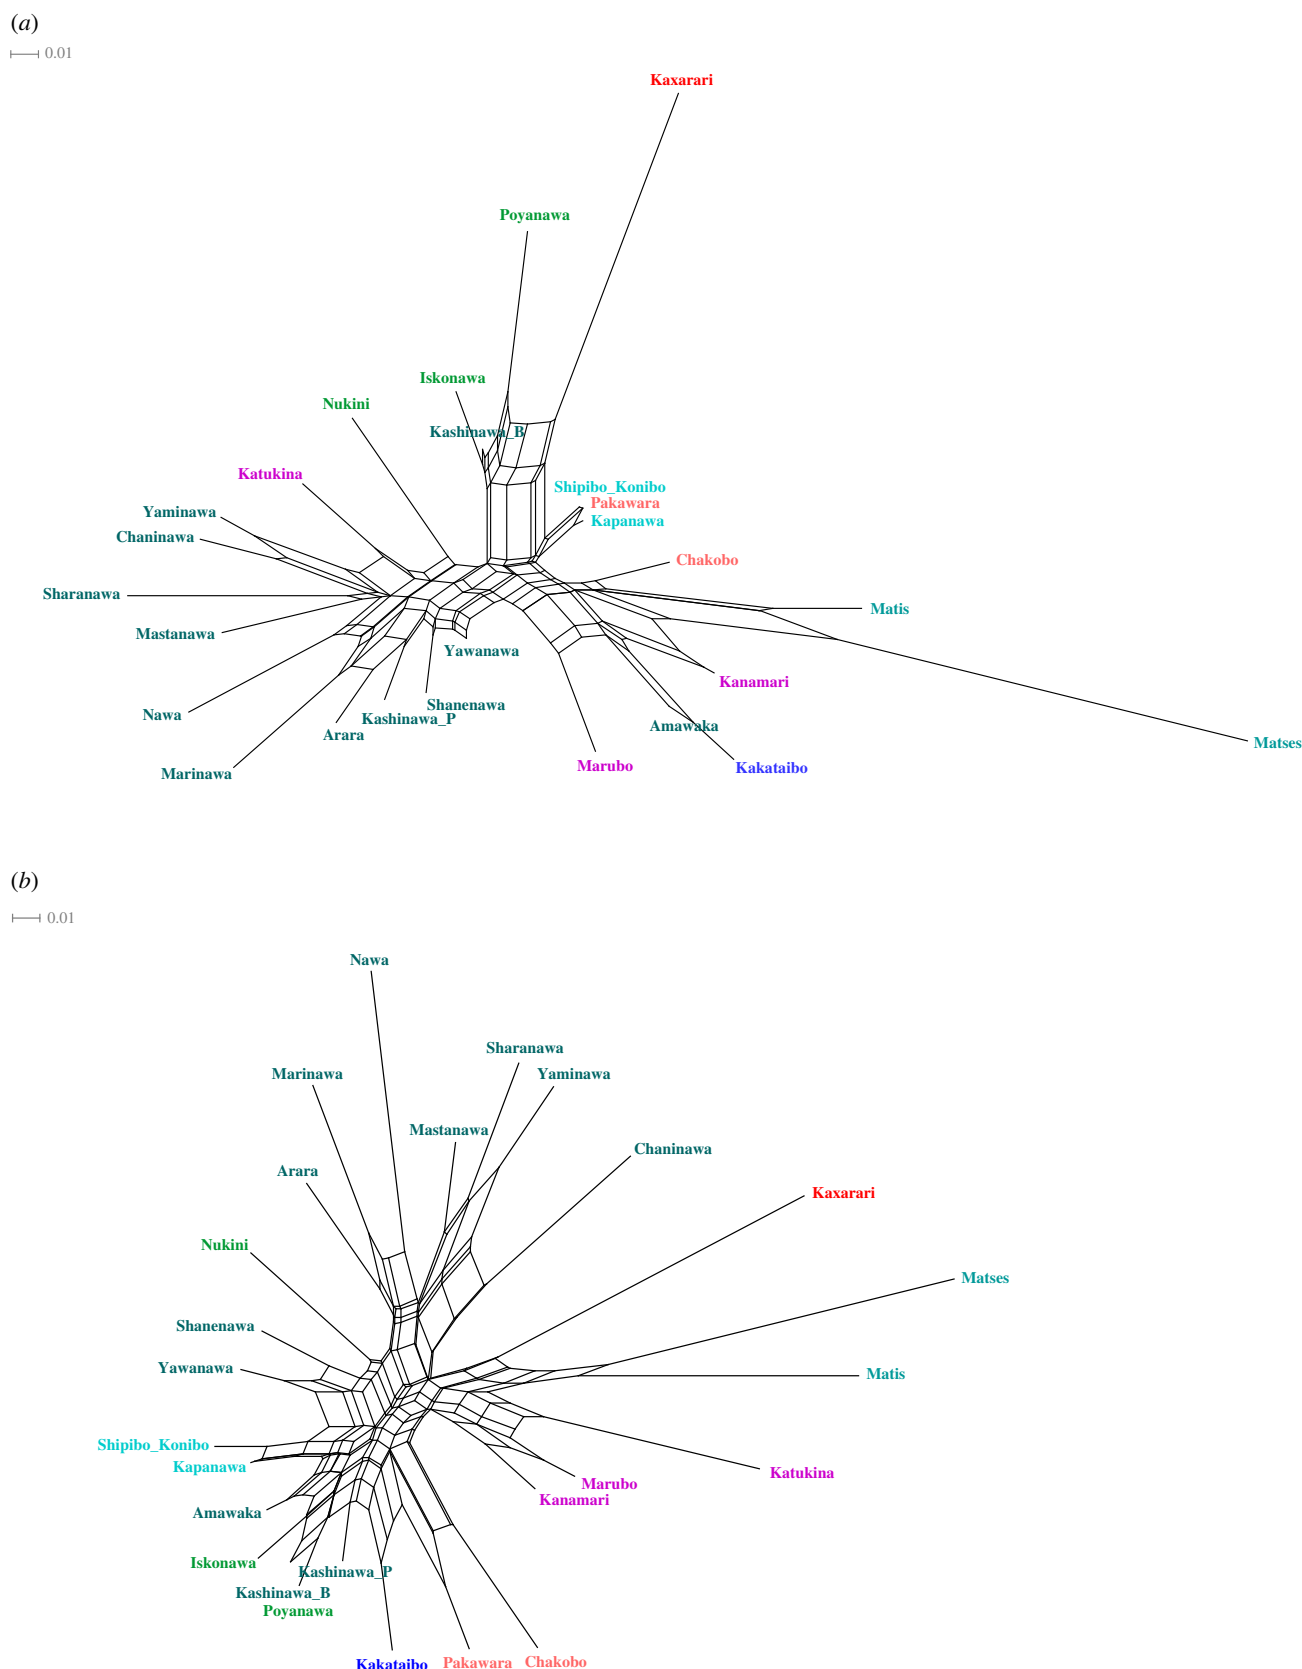 (a)
0.01
Kaxarari
Poyanawa
Iskonawa
Nukini
Kashinawa_B
Katukina
Shipibo_Konibo
Pakawara
Yaminawa
Kapanawa
Chaninawa
Chakobo
Sharanawa
Matis
Mastanawa
Yawanawa
Kanamari
Shanenawa
Nawa
Kashinawa_P
Amawaka
Arara
Matses
Marubo
Kakataibo
Marinawa
(b)
0.01
Nawa
Sharanawa
Marinawa
Yaminawa
Mastanawa
Chaninawa
Arara
Kaxarari
Nukini
Matses
Shanenawa
Yawanawa
Matis
Shipibo_Konibo
Kapanawa
Katukina
Marubo
Kanamari
Amawaka
Iskonawa
Kashinawa_P
Kashinawa_B
Poyanawa
Kakataibo
Pakawara
Chakobo